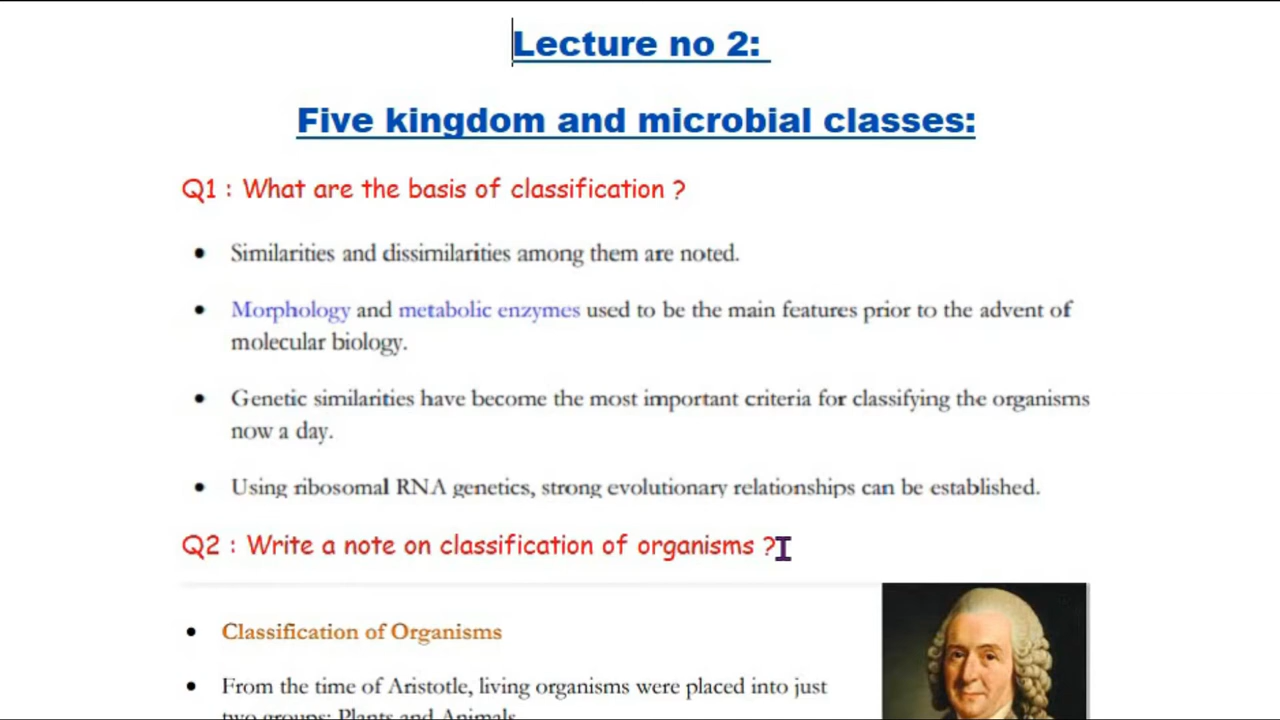 Lecture no 2:
Five kingdom and microbial classes:
Q1 : What are the basis of classification ?
• Similarities and dissimilarities among them are noted.
• Morphology and metabolic enzymes used to be the main features prior to the advent of
molecular biology.
• Genetic similarities have become the most important criteria for classifying the organisms
now a day.
• Using ribosomal RNA genetics, strong evolutionary relationships can be established.
Q2 : Write a note on classification of organisms ?
• Classification of Organisms
• From the time of Aristotle, living organisms were placed into just
two groups: Plants and Animals